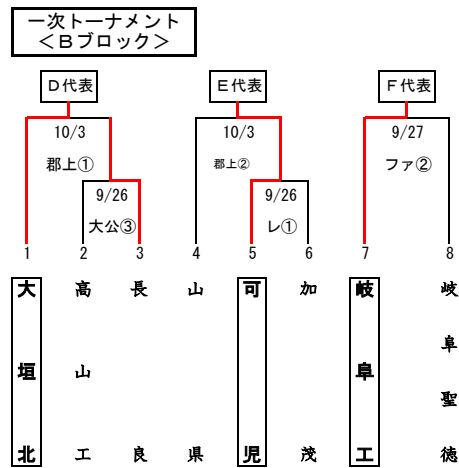 一次トーナメント
＜Ｂブロック＞
Ｄ代表 Ｅ代表 Ｆ代表
10/3 10/3 9/27
郡上① 郡上② ファ②
9/26 9/26
大公③ レ①
1 2 3 4 5 6 7 8
大垣北
高山工
長良
山県
可児
加茂
岐阜工
岐阜聖徳